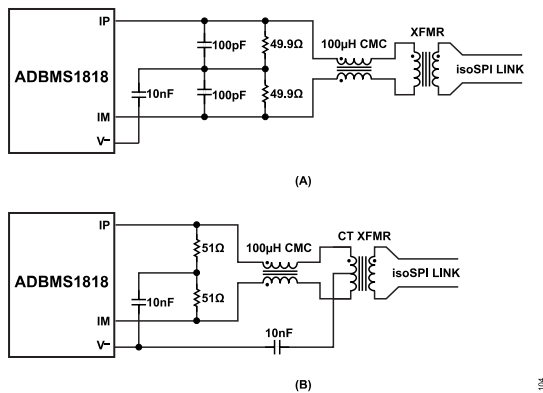 IP
XFMR
100pF
49.9Ω
100µH CMC
ADBMS1818
isoSPI LINK
10nF
100pF
49.9Ω
IM
V–
(A)
IP
CT XFMR
51Ω
100µH CMC
ADBMS1818
isoSPI LINK
10nF
51Ω
IM
10nF
V–
(B)
104